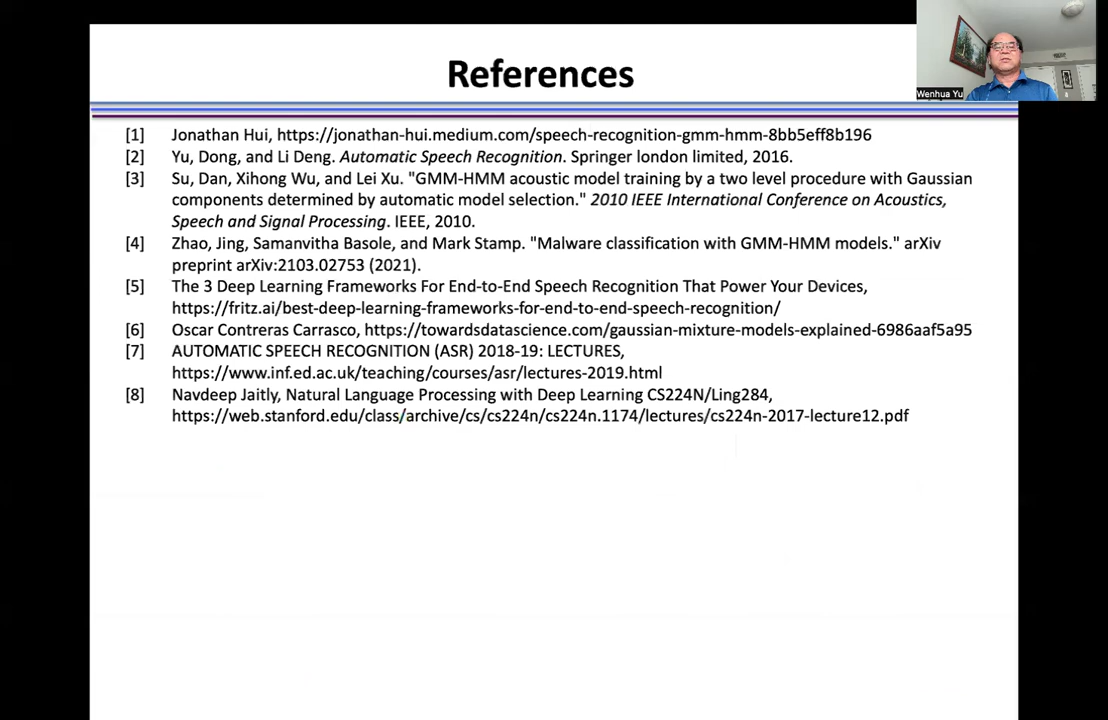 References
Wenhua Yu
[1] Jonathan Hui, https://jonathan-hui.medium.com/speech-recognition-gmm-hmm-8bb5eff8b196
[2] Yu, Dong, and Li Deng. Automatic Speech Recognition. Springer london limited, 2016.
[3] Su, Dan, Xihong Wu, and Lei Xu. "GMM-HMM acoustic model training by a two level procedure with Gaussian
components determined by automatic model selection." 2010 IEEE International Conference on Acoustics,
Speech and Signal Processing. IEEE, 2010.
[4] Zhao, Jing, Samanvitha Basole, and Mark Stamp. "Malware classification with GMM-HMM models." arXiv
preprint arXiv:2103.02753 (2021).
[5] The 3 Deep Learning Frameworks For End-to-End Speech Recognition That Power Your Devices,
https://fritz.ai/best-deep-learning-frameworks-for-end-to-end-speech-recognition/
[6] Oscar Contreras Carrasco, https://towardsdatascience.com/gaussian-mixture-models-explained-6986aaf5a95
[7] AUTOMATIC SPEECH RECOGNITION (ASR) 2018-19: LECTURES,
https://www.inf.ed.ac.uk/teaching/courses/asr/lectures-2019.html
[8] Navdeep Jaitly, Natural Language Processing with Deep Learning CS224N/Ling284,
https://web.stanford.edu/class/archive/cs/cs224n/cs224n.1174/lectures/cs224n-2017-lecture12.pdf